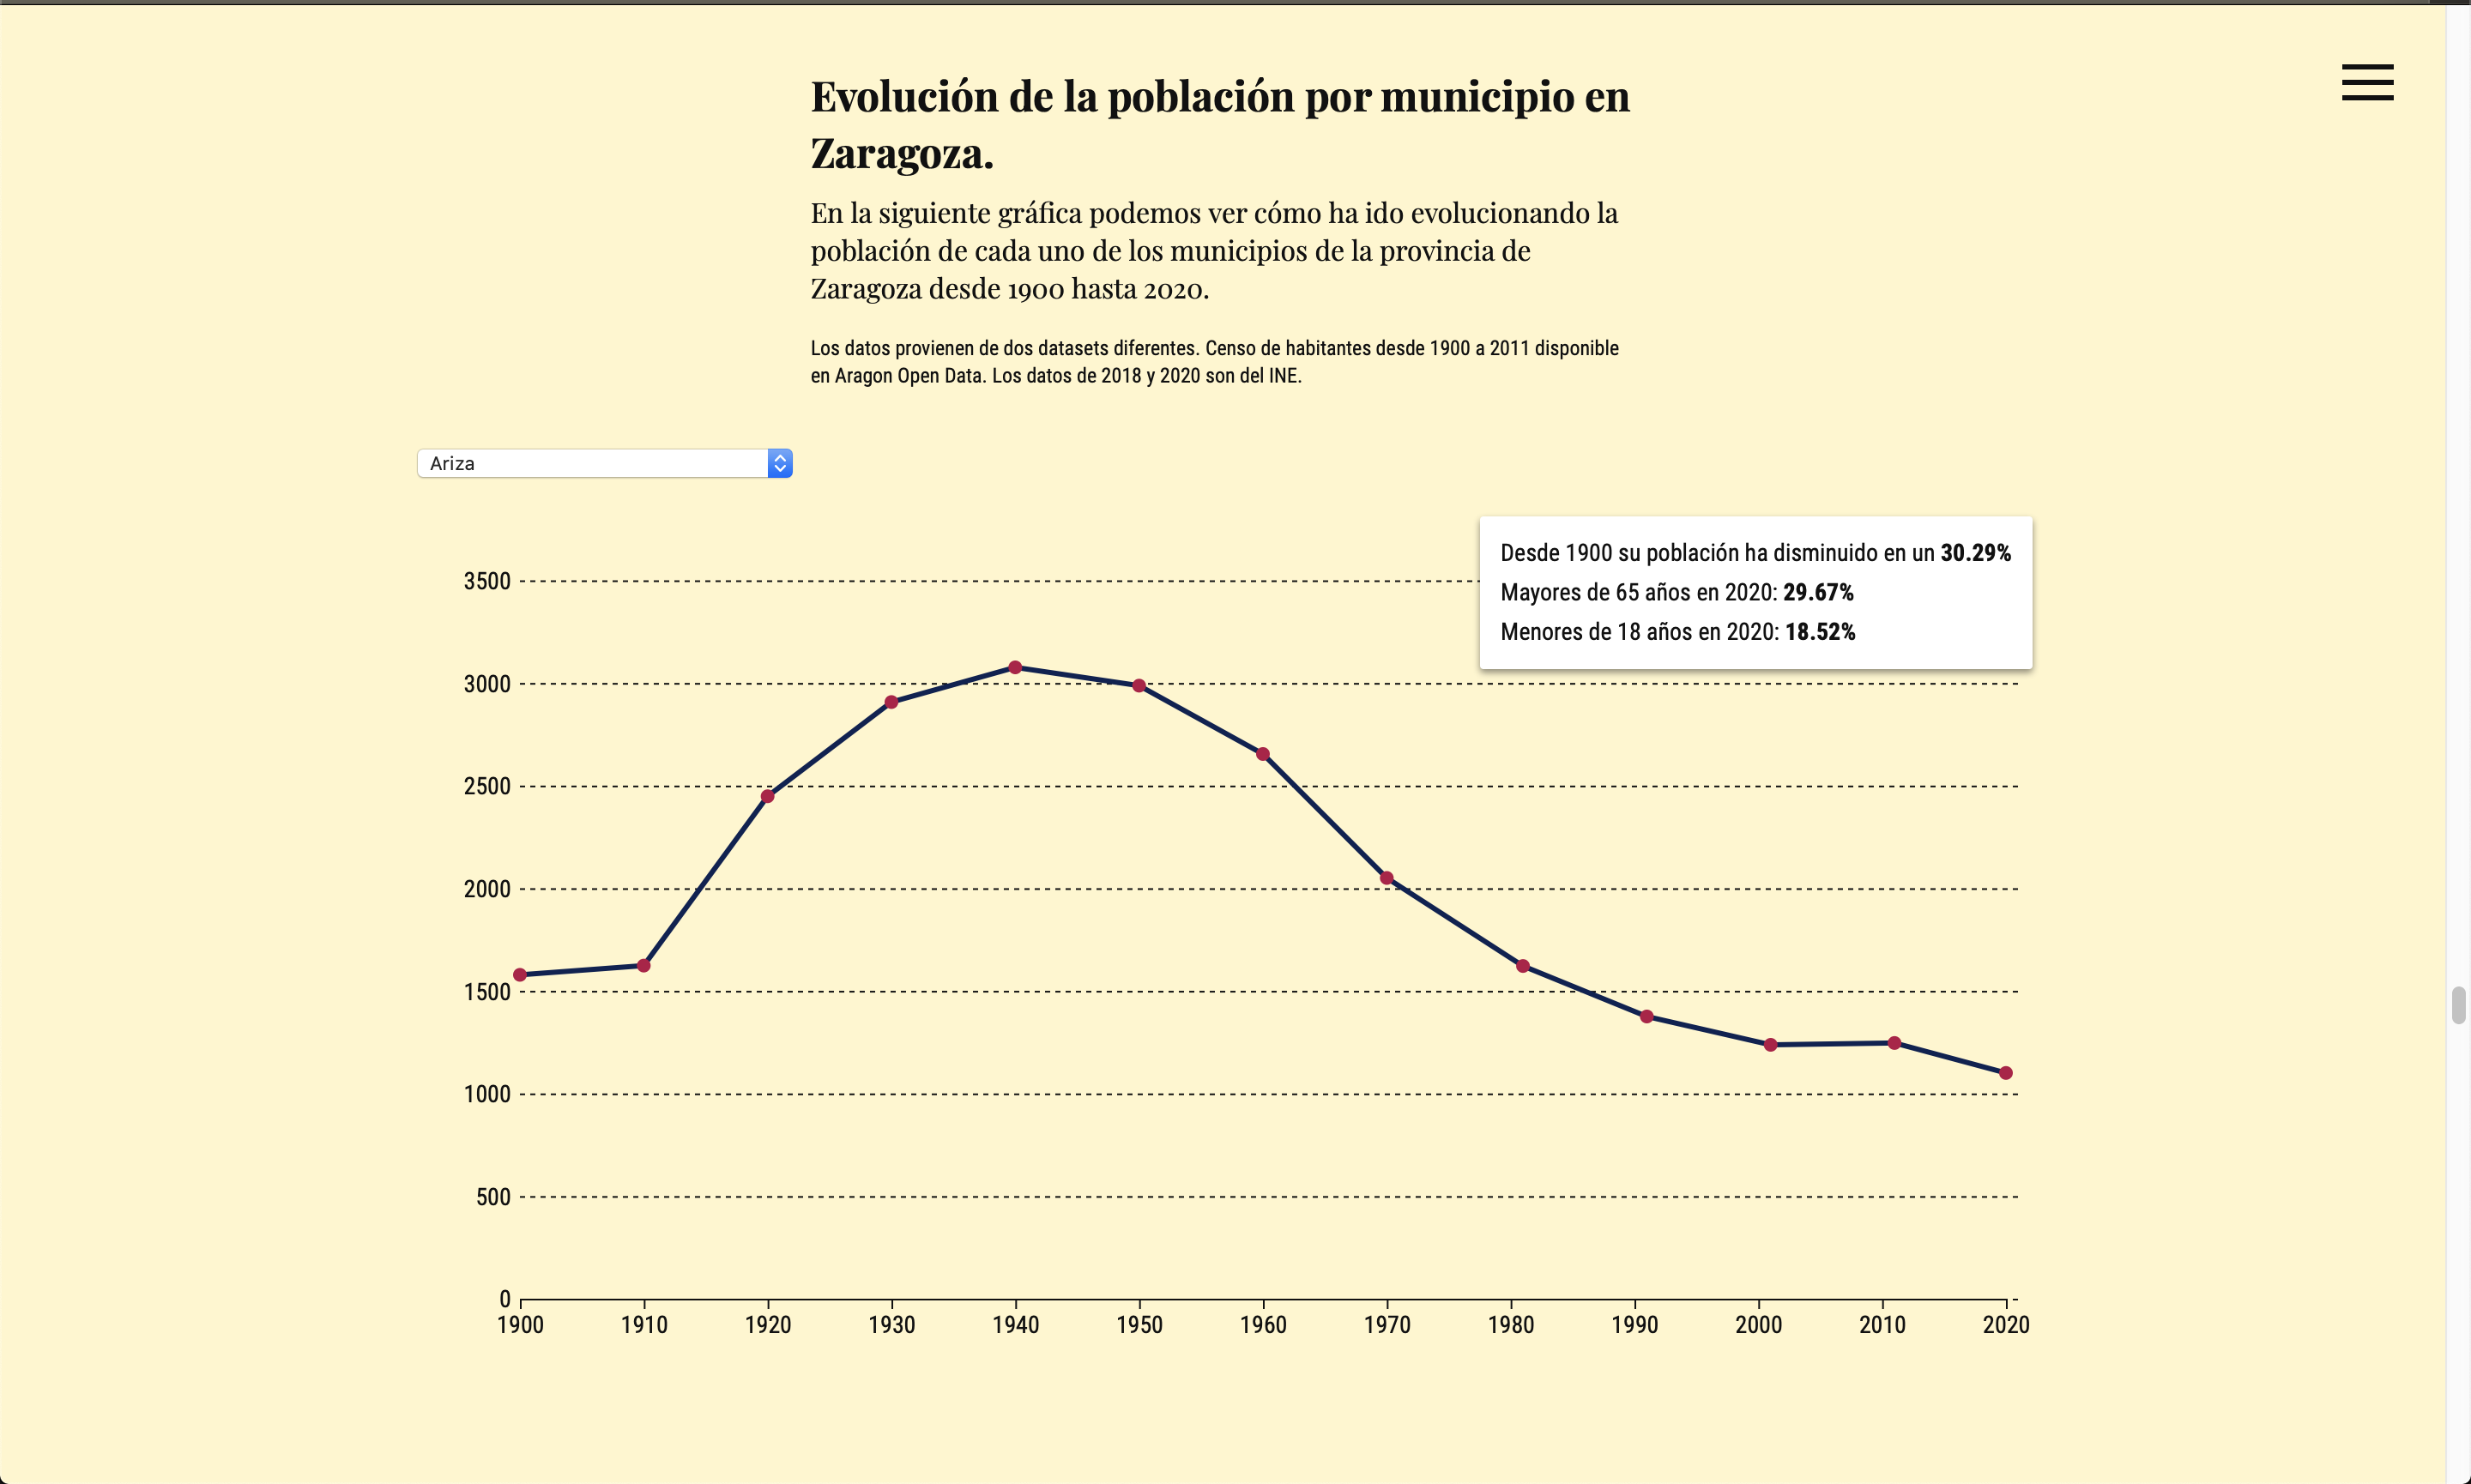 Evolución de la población por municipio en
Zaragoza.
En la siguiente gráfica podemos ver cómo ha ido evolucionando la
población de cada uno de los municipios de la provincia de
Zaragoza desde 1900 hasta 2020.
Los datos provienen de dos datasets diferentes. Censo de habitantes desde 1900 a 2011 disponible
en Aragon Open Data. Los datos de 2018 y 2020 son del INE.
Ariza
Desde 1900 su población ha disminuido en un 30.29%
Mayores de 65 años en 2020: 29.67%
Menores de 18 años en 2020: 18.52%
3500
3000
2500
2000
1500
1000
500
0
1900 1910 1920 1930 1940 1950 1960 1970 1980 1990 2000 2010 2020